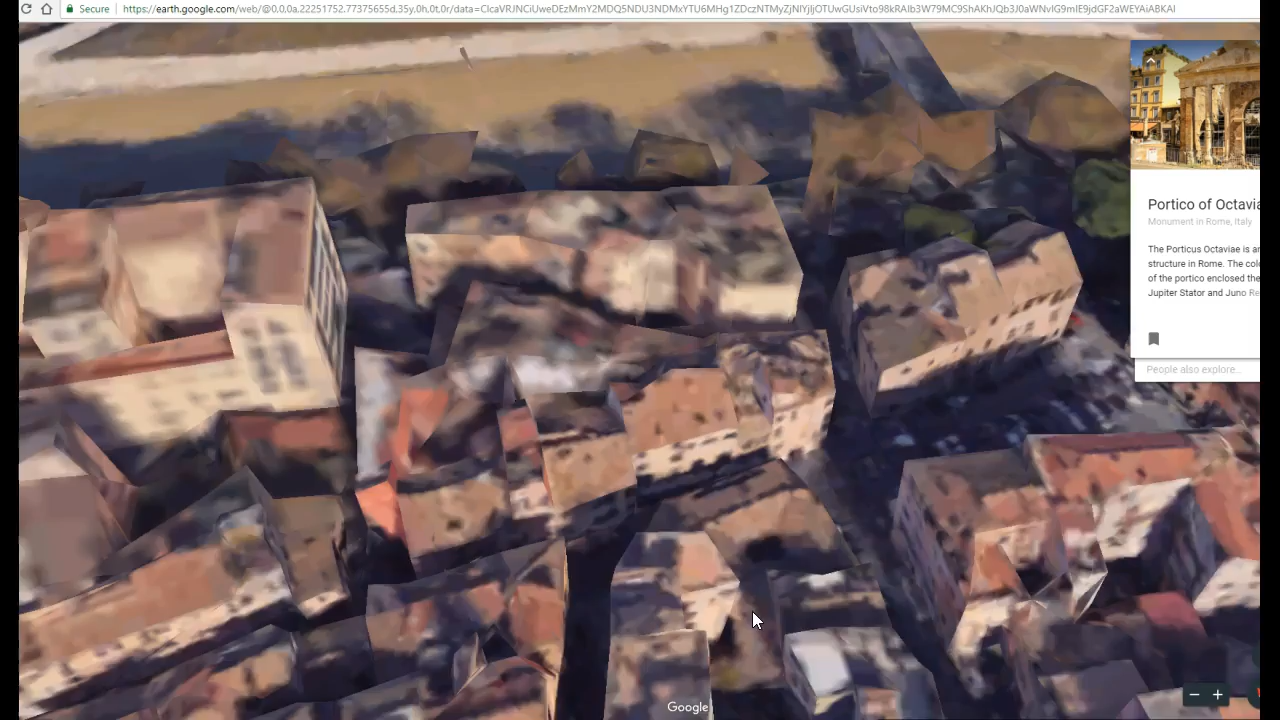 Secure
https://earth.google.com/web/@0,0,0a,22251752.77375655d,35y,0h,0t,0r/data=
Portico of Octavia
Monument in Rome, Italy
The Porticus Octaviae is an
structure in Rome. The colo
of the portico enclosed the
Jupiter Stator and Juno Re
People also explore...
Google